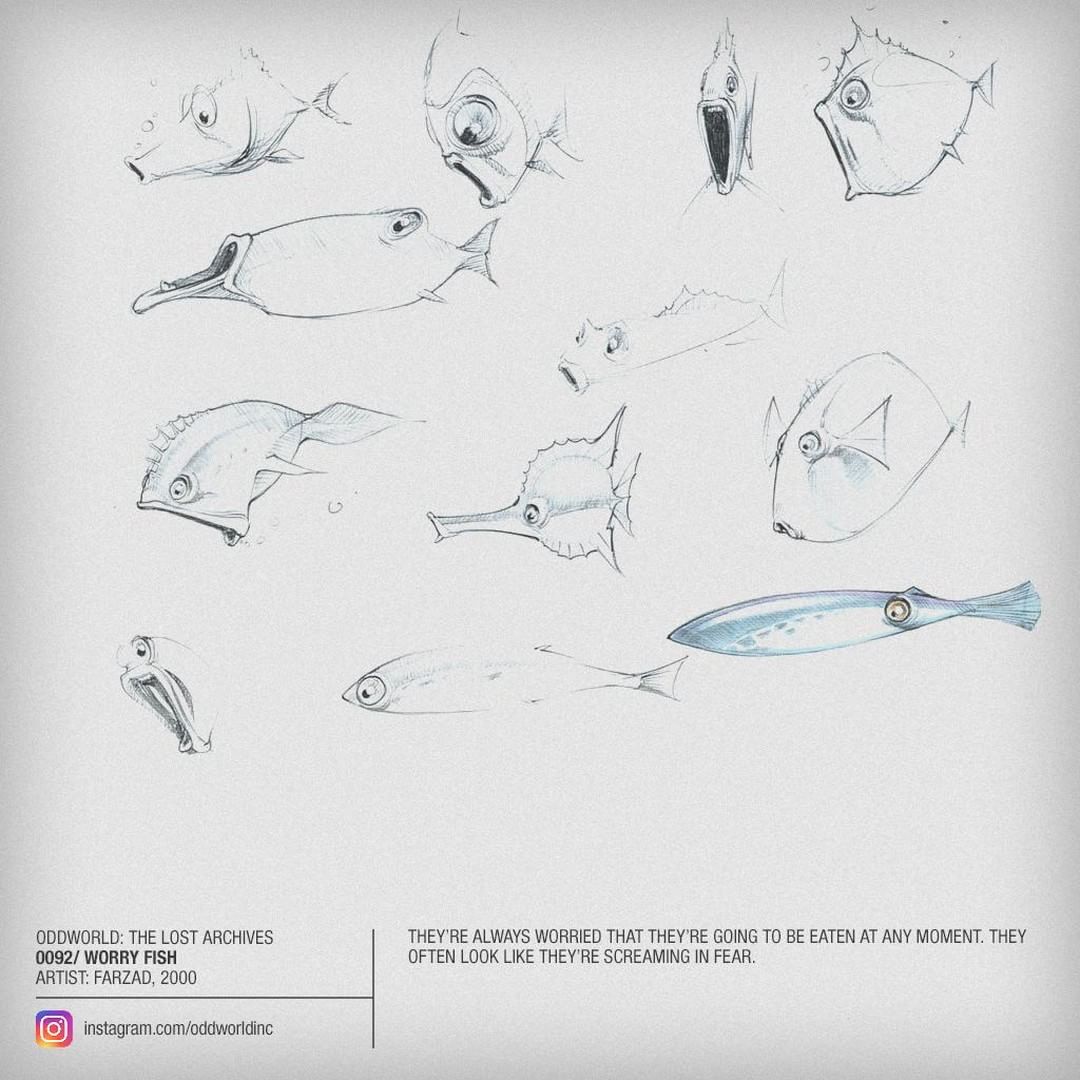 ODDWORLD: THE LOST ARCHIVES
0092/ WORRY FISH
ARTIST: FARZAD, 2000
instagram.com/oddworldinc
THEY'RE ALWAYS WORRIED THAT THEY'RE GOING TO BE EATEN AT ANY MOMENT. THEY
OFTEN LOOK LIKE THEY'RE SCREAMING IN FEAR.